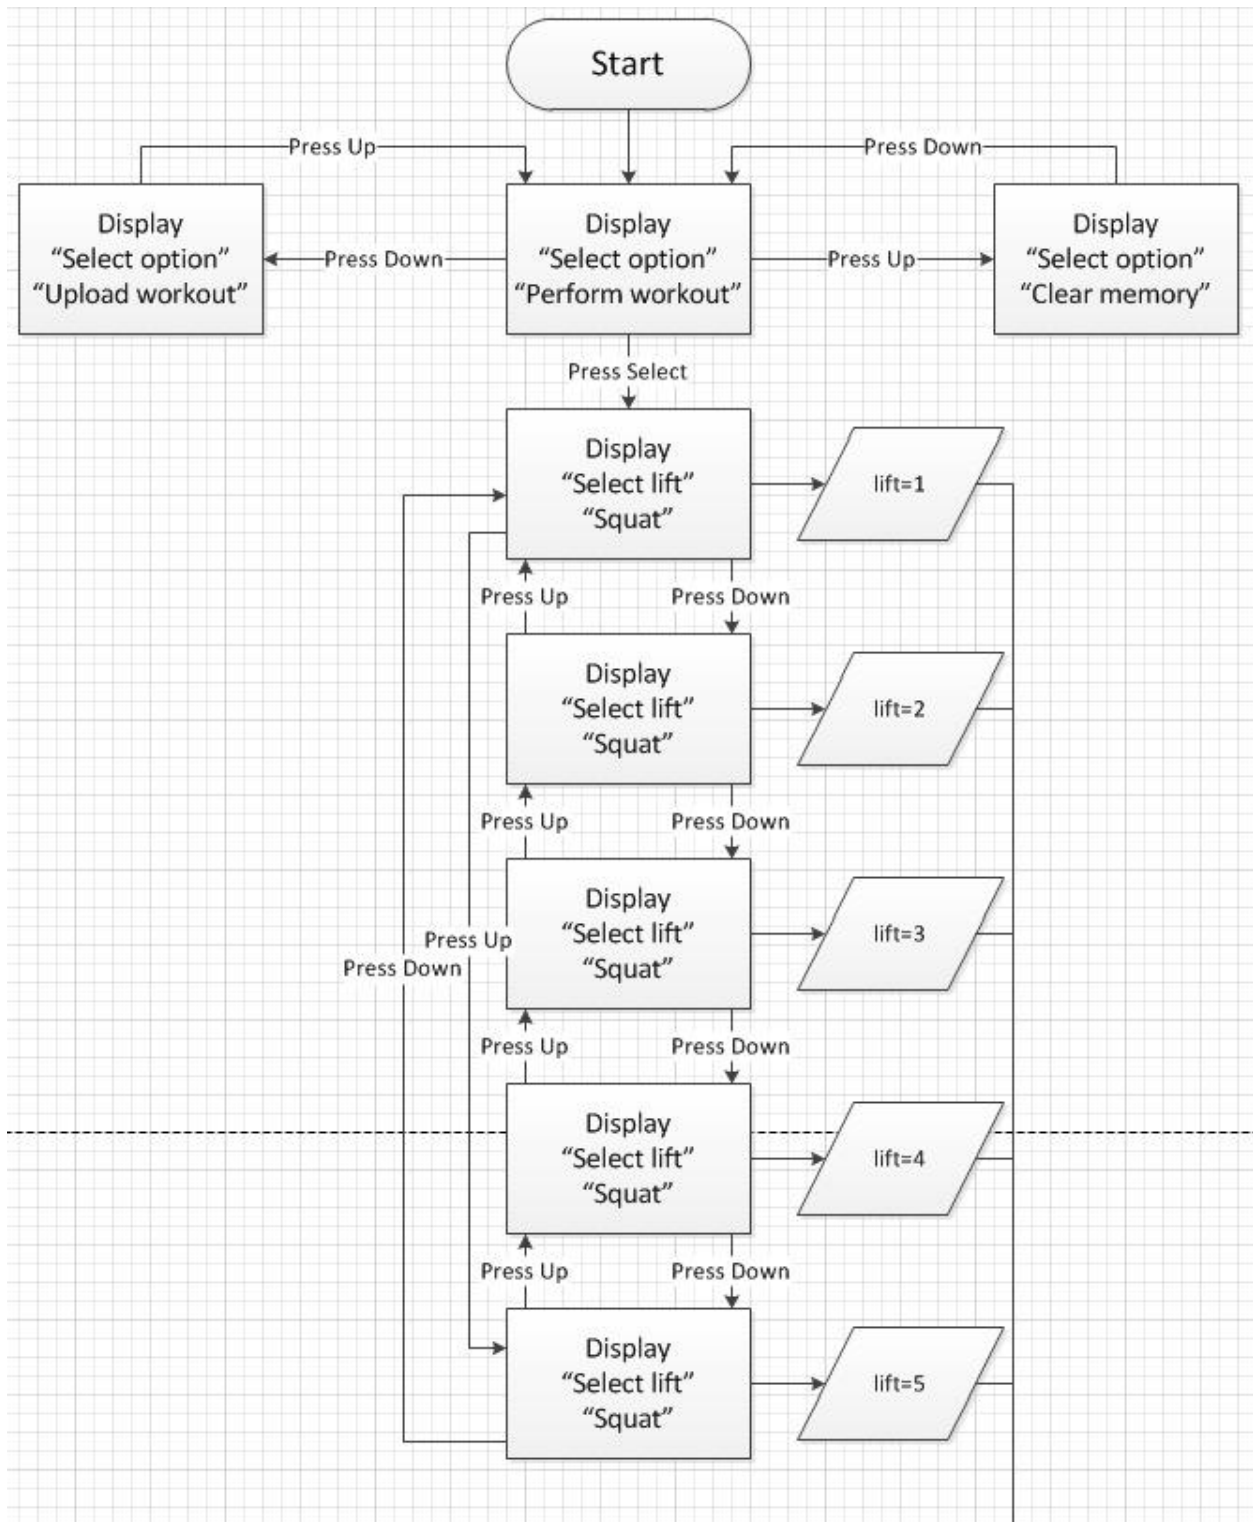 Start
Press Up
Press Down
Display
“Select option”
“Upload workout”
Press Down
Display
“Select option”
“Perform workout”
Press Up
Display
“Select option”
“Clear memory”
Press Select
Display
“Select lift”
“Squat”
lift=1
Press Up
Press Down
Display
“Select lift”
“Squat”
lift=2
Press Up
Press Down
Display
“Select lift”
“Squat”
lift=3
Press Up
Press Down
Press Up
Press Down
Display
“Select lift”
“Squat”
lift=4
Press Up
Press Down
Display
“Select lift”
“Squat”
lift=5